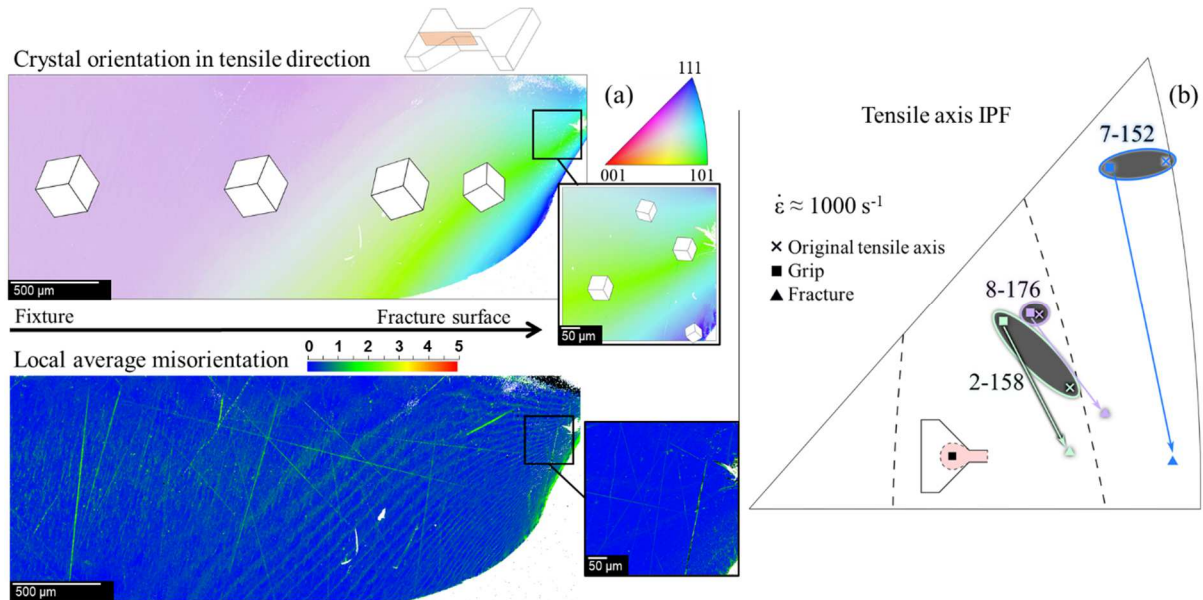 Crystal orientation in tensile direction
(a)
111
001
101
500 µm
50 µm
Fixture
Fracture surface
Local average misorientation
0 1 2 3 4 5
500 µm
50 µm
(b)
Tensile axis IPF
7-152
ε̇ ≈ 1000 s⁻¹
× Original tensile axis
■ Grip
▲ Fracture
8-176
2-158